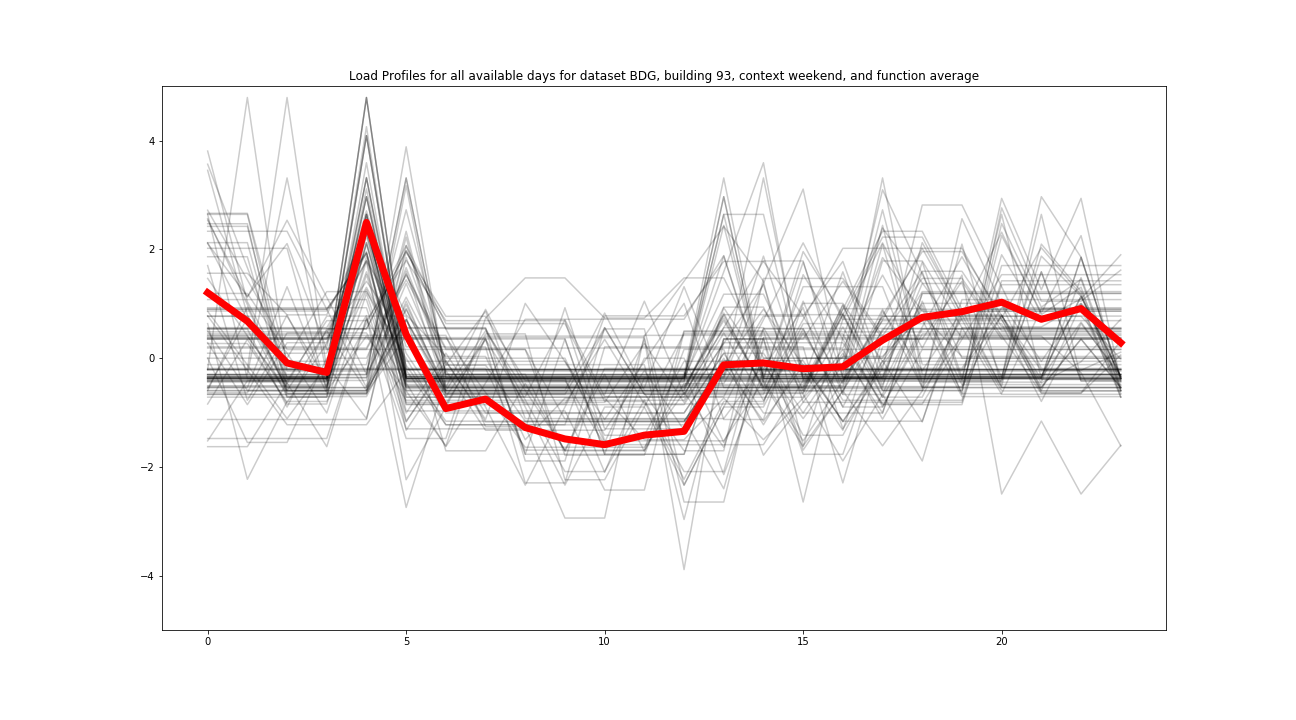 Load Profiles for all available days for dataset BDG, building 93, context weekend, and function average
4
2
0
−2
−4
0 5 10 15 20